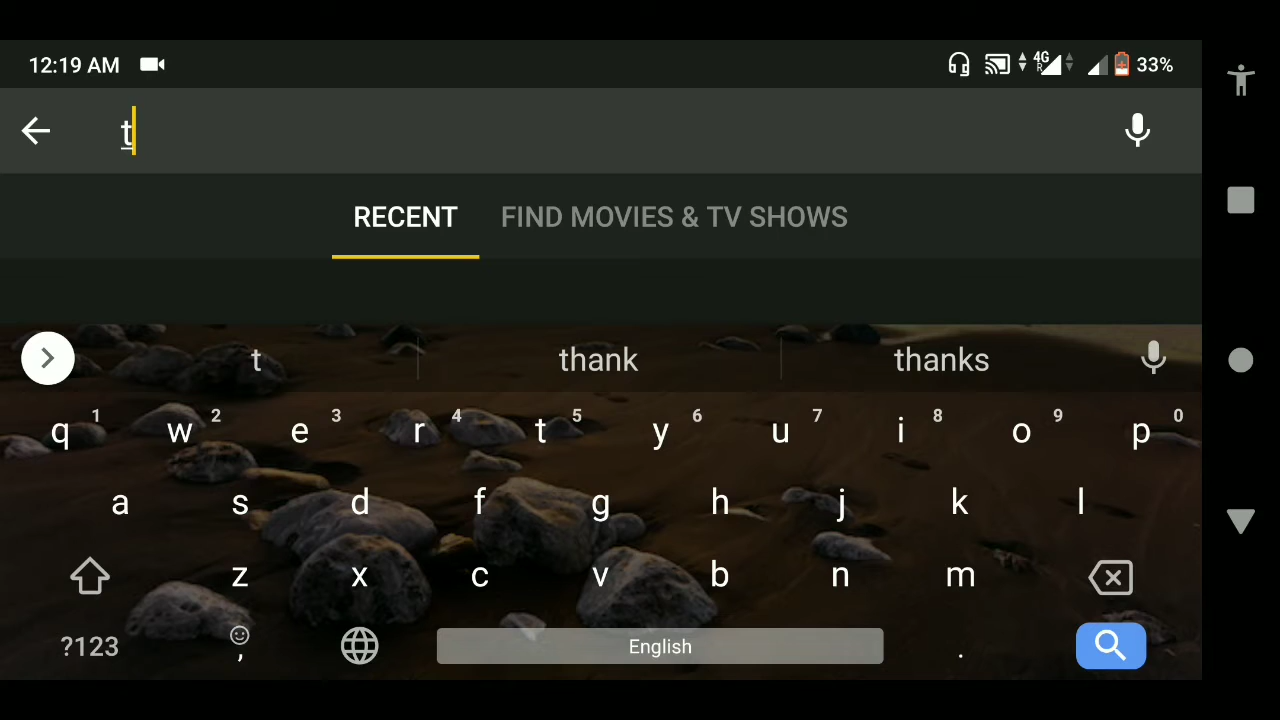 12:19 AM 4G R 33%
t
RECENT FIND MOVIES & TV SHOWS
t thank thanks
q 1 w 2 e 3 r 4 t 5 y 6 u 7 i 8 o 9 p 0
a s d f g h j k l
z x c v b n m
?123 , English .